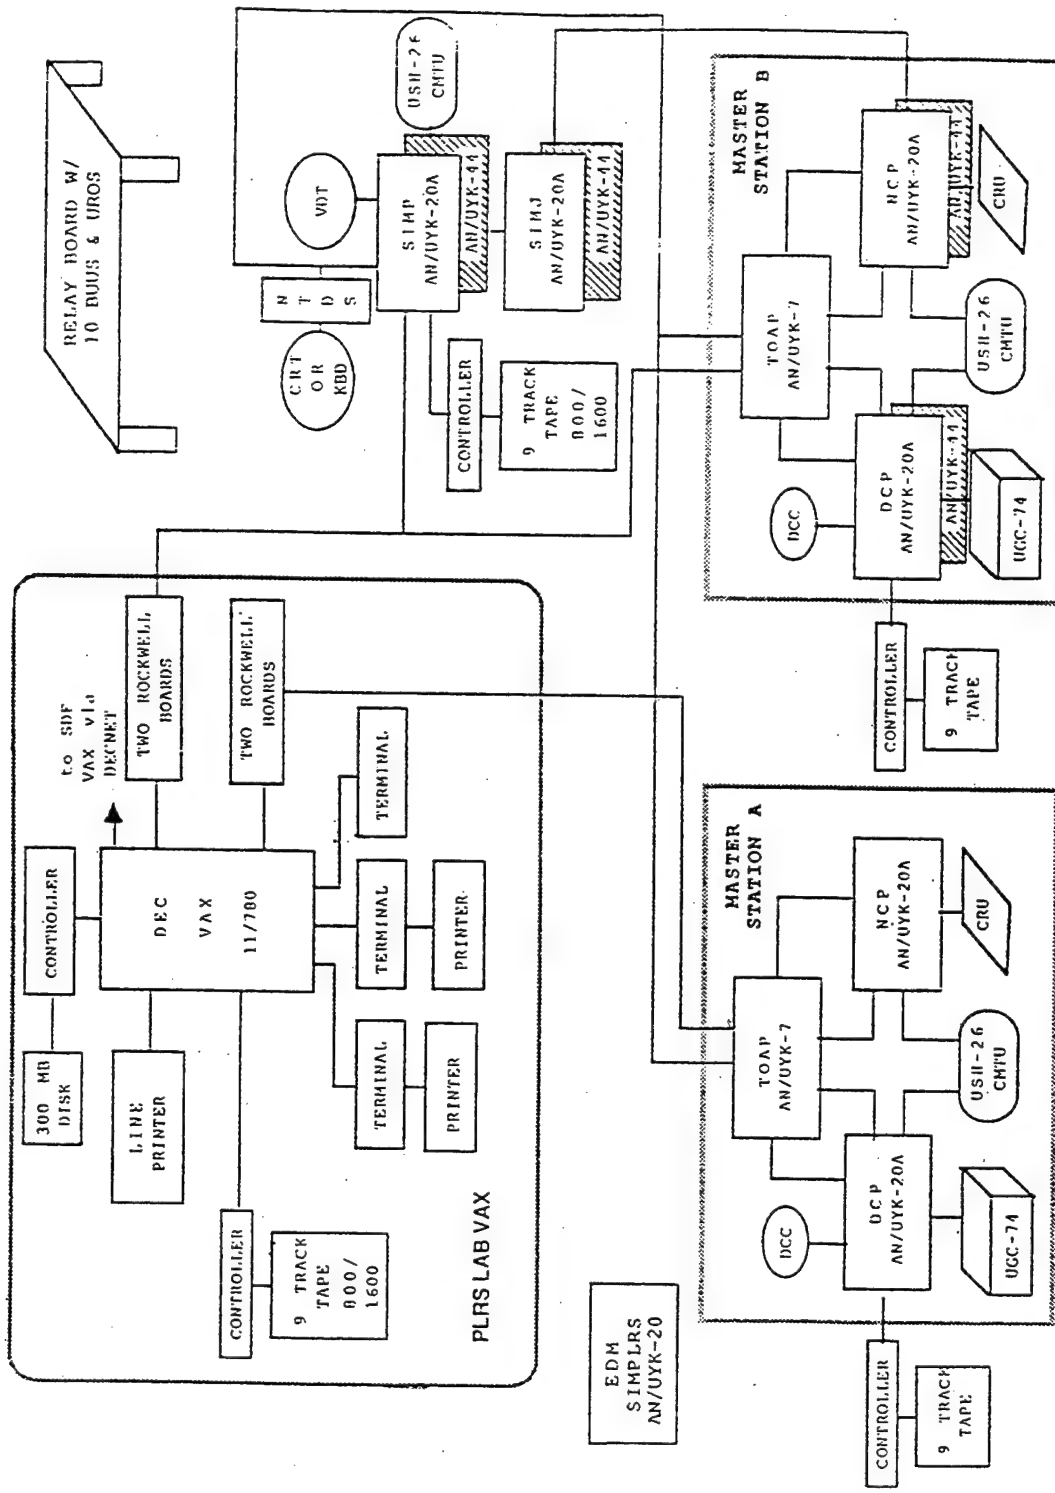 RELAY BOARD W/
10 BUUS & UROS
USH-26
CMTU
VDT
N
T
D
S
CRT
OR
KBD
SIMP
AN/UYK-20A
AN/UYK-44
SIMJ
AN/UYK-20A
AN/UYK-44
CONTROLLER
9 TRACK
TAPE
800/
1600
to SDF
VAX via
DECNET
TWO ROCKWELL
BOARDS
TWO ROCKWELL
BOARDS
CONTROLLER
300 MB
DISK
DEC
VAX
11/780
LINE
PRINTER
TERMINAL
TERMINAL
PRINTER
TERMINAL
PRINTER
CONTROLLER
9 TRACK
TAPE
800/
1600
PLRS LAB VAX
EDM
SIMPLRS
AN/UYK-20
MASTER
STATION A
TOAP
AN/UYK-7
NCP
AN/UYK-20A
CRU
USH-26
CMTU
DCC
DCP
AN/UYK-20A
UGC-74
CONTROLLER
9 TRACK
TAPE
MASTER
STATION B
TOAP
AN/UYK-7
NCP
AN/UYK-20A
AN/UYK-44
CRU
USH-26
CMTU
DCC
DCP
AN/UYK-20A
AN/UYK-44
UGC-74
CONTROLLER
9 TRACK
TAPE